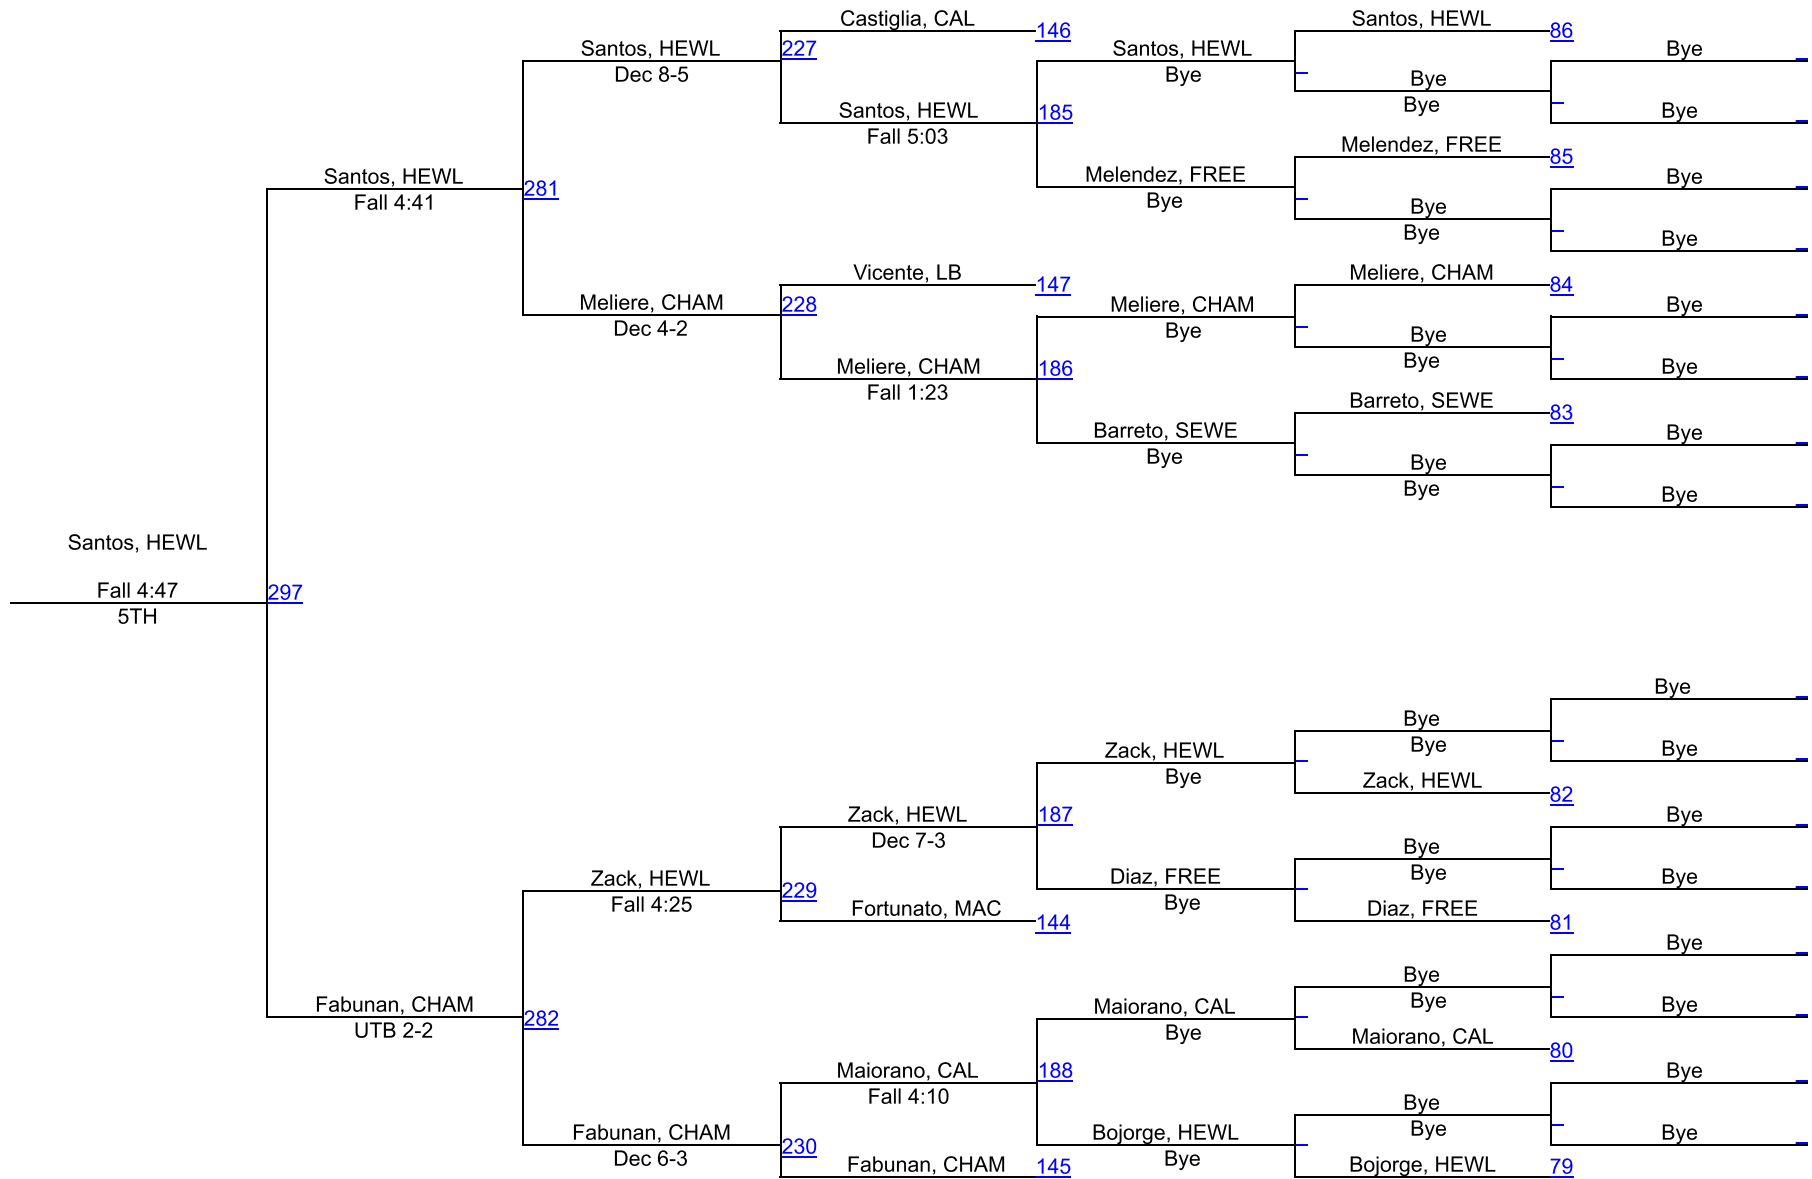 Castiglia, CAL
146
Santos, HEWL
86
Santos, HEWL
Dec 8-5
227
Santos, HEWL
Bye
Bye
Bye
Bye
Santos, HEWL
Fall 5:03
185
Bye
Melendez, FREE
85
Santos, HEWL
Fall 4:41
281
Melendez, FREE
Bye
Bye
Bye
Bye
Bye
Vicente, LB
147
Meliere, CHAM
84
Meliere, CHAM
Dec 4-2
228
Meliere, CHAM
Bye
Bye
Bye
Bye
Meliere, CHAM
Fall 1:23
186
Bye
Barreto, SEWE
83
Barreto, SEWE
Bye
Bye
Bye
Bye
Bye
Santos, HEWL
Fall 4:47
5TH
297
Bye
Bye
Bye
Zack, HEWL
Bye
Bye
Zack, HEWL
82
Zack, HEWL
Dec 7-3
187
Bye
Bye
Bye
Zack, HEWL
Fall 4:25
229
Diaz, FREE
Bye
Bye
Fortunato, MAC
144
Diaz, FREE
81
Bye
Bye
Bye
Fabunan, CHAM
UTB 2-2
282
Maiorano, CAL
Bye
Bye
Maiorano, CAL
80
Maiorano, CAL
Fall 4:10
188
Bye
Bye
Bye
Fabunan, CHAM
Dec 6-3
230
Bojorge, HEWL
Bye
Bye
Fabunan, CHAM
145
Bojorge, HEWL
79